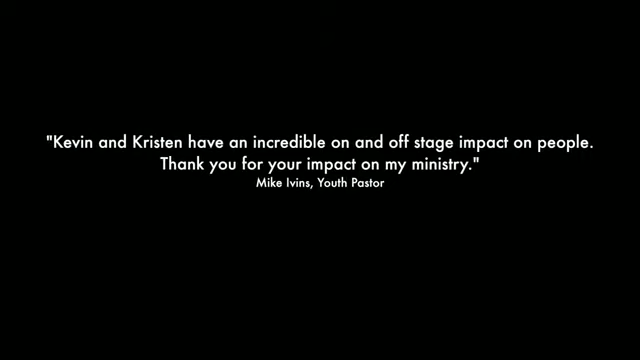 "Kevin and Kristen have an incredible on and off stage impact on people.
Thank you for your impact on my ministry."
Mike Ivins, Youth Pastor